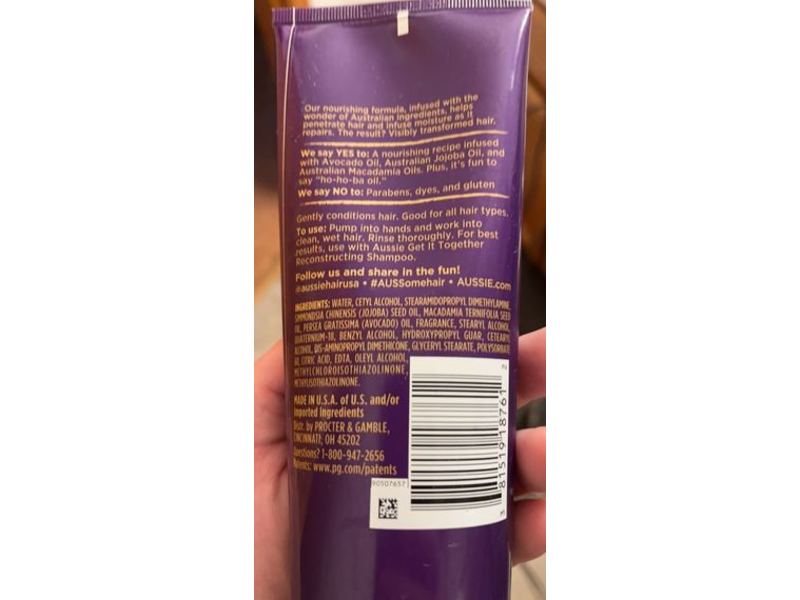 Our nourishing formula, infused with the
wonder of Australian ingredients, helps
penetrate hair and infuse moisture as it
repairs. The result? Visibly transformed hair.
We say YES to: A nourishing recipe infused
with Avocado Oil, Australian Jojoba Oil, and
Australian Macadamia Oils. Plus, it's fun to
say "ho-ho-ba oil."
We say NO to: Parabens, dyes, and gluten
Gently conditions hair. Good for all hair types.
To use: Pump into hands and work into
clean, wet hair. Rinse thoroughly. For best
results, use with Aussie Get It Together
Reconstructing Shampoo.
Follow us and share in the fun!
@aussiehairusa • #AUSSomehair • AUSSIE.com
INGREDIENTS: WATER, CETYL ALCOHOL, STEARAMIDOPROPYL DIMETHYLAMINE,
SIMMONDSIA CHINENSIS (JOJOBA) SEED OIL, MACADAMIA TERNIFOLIA SEED
OIL, PERSEA GRATISSIMA (AVOCADO) OIL, FRAGRANCE, STEARYL ALCOHOL,
QUATERNIUM-18, BENZYL ALCOHOL, HYDROXYPROPYL GUAR, CETEARYL
ALCOHOL, BIS-AMINOPROPYL DIMETHICONE, GLYCERYL STEARATE, POLYSORBATE
60, CITRIC ACID, EDTA, OLEYL ALCOHOL,
METHYLCHLOROISOTHIAZOLINONE,
METHYLISOTHIAZOLINONE.
MADE IN U.S.A. of U.S. and/or
Imported Ingredients
Distr. by PROCTER & GAMBLE,
CINCINNATI, OH 45202
Questions? 1-800-947-2656
Patents: www.pg.com/patents
90507657
3 81519 18761 2